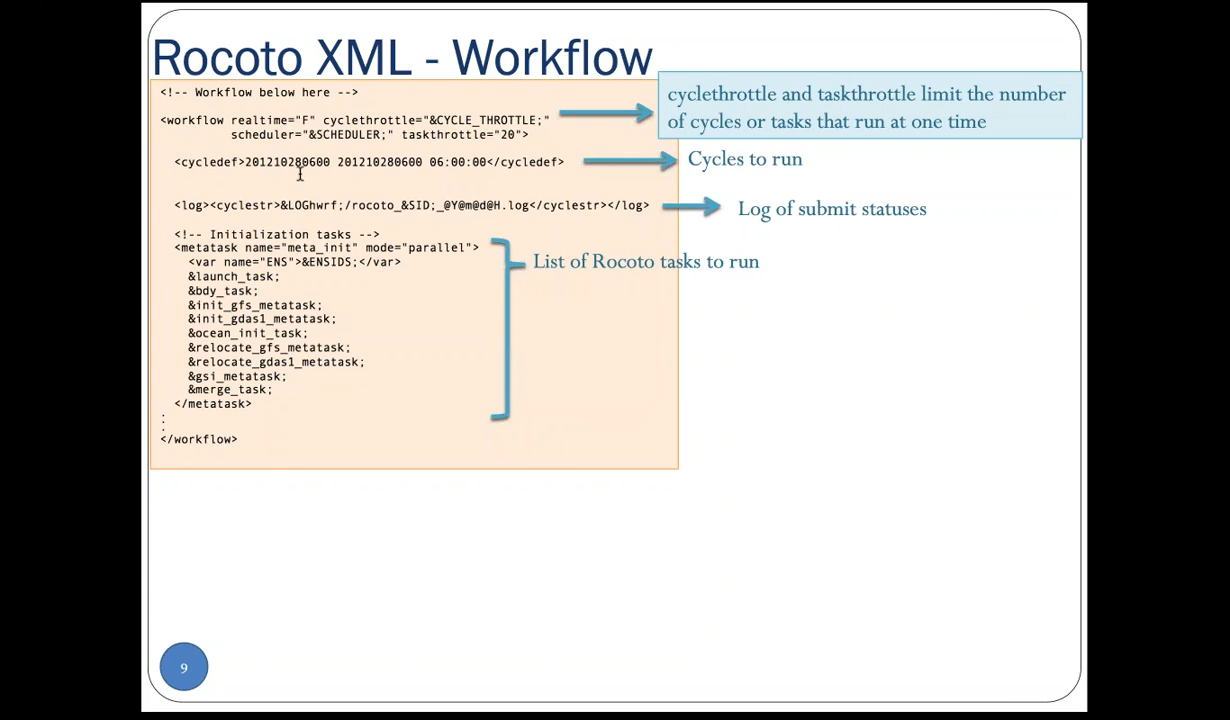 Rocoto XML - Workflow
<!-- Workflow below here -->
<workflow realtime="F" cyclethrottle="&CYCLE_THROTTLE;"
scheduler="&SCHEDULER;" taskthrottle="20">
cyclethrottle and taskthrottle limit the number
of cycles or tasks that run at one time
<cycledef>201210280600 201210280600 06:00:00</cycledef>
Cycles to run
<log><cyclestr>&LOGhwrf;/rocoto_&SID;_@Y@m@d@H.log</cyclestr></log>
Log of submit statuses
<!-- Initialization tasks -->
<metatask name="meta_init" mode="parallel">
<var name="ENS">&ENSIDS;</var>
&launch_task;
&bdy_task;
&init_gfs_metatask;
&init_gdas1_metatask;
&ocean_init_task;
&relocate_gfs_metatask;
&relocate_gdas1_metatask;
&gsi_metatask;
&merge_task;
</metatask>
List of Rocoto tasks to run
.
.
.
</workflow>
9